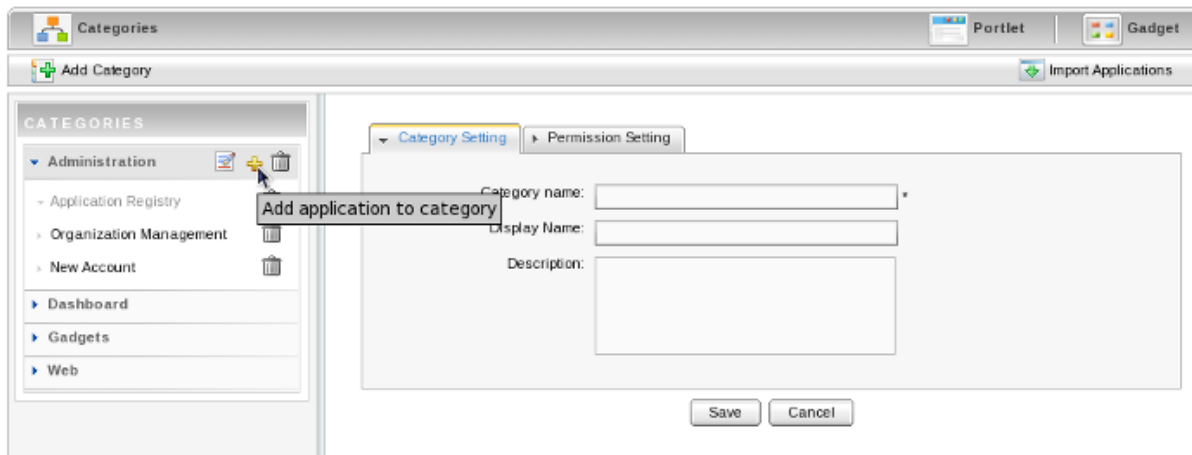 Categories
Portlet
Gadget
Add Category
Import Applications
CATEGORIES
Administration
Application Registry
Organization Management
New Account
Dashboard
Gadgets
Web
Add application to category
Category Setting
Permission Setting
Category name:
*
Display Name:
Description:
Save
Cancel